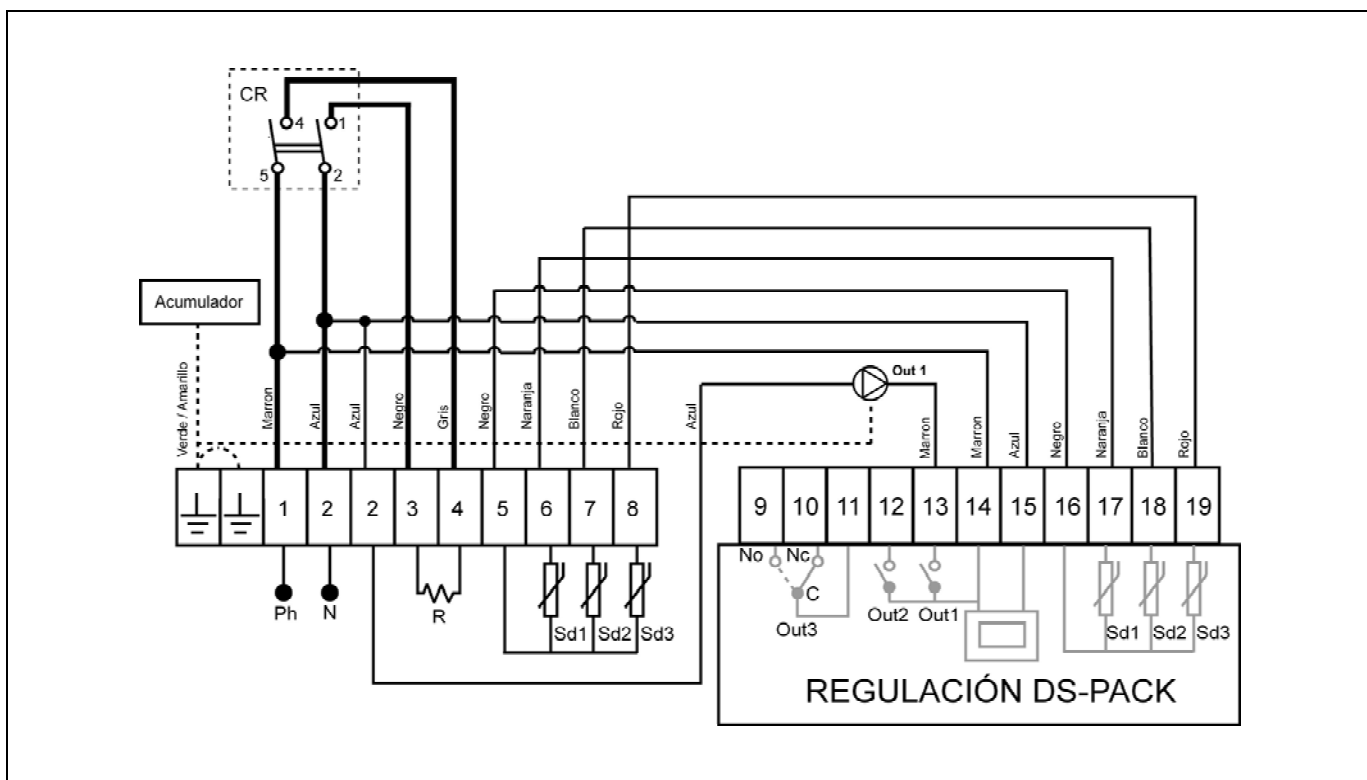 CR
4
1
5
2
Acumulador
Out 1
Verde / Amarillo
Marron
Azul
Azul
Negro
Gris
Negro
Naranja
Blanco
Rojo
Azul
Marron
Marron
Azul
Negro
Naranja
Blanco
Rojo
1 2 2 3 4 5 6 7 8
9 10 11 12 13 14 15 16 17 18 19
Ph N R Sd1 Sd2 Sd3
No Nc
C
Out3 Out2 Out1 Sd1 Sd2 Sd3
REGULACIÓN DS-PACK